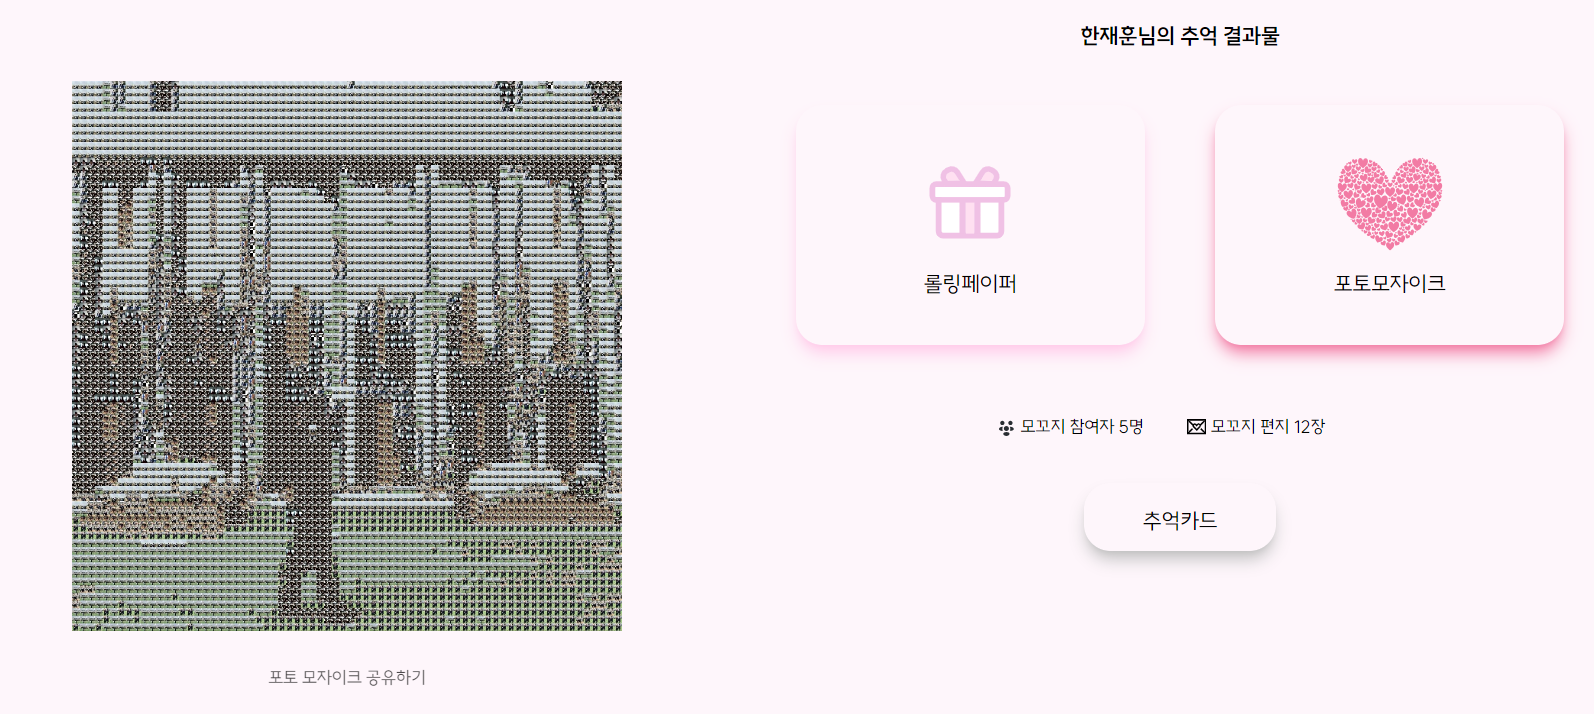 한재훈님의 추억 결과물
롤링페이퍼
포토모자이크
모꼬지 참여자 5명
모꼬지 편지 12장
추억카드
포토 모자이크 공유하기